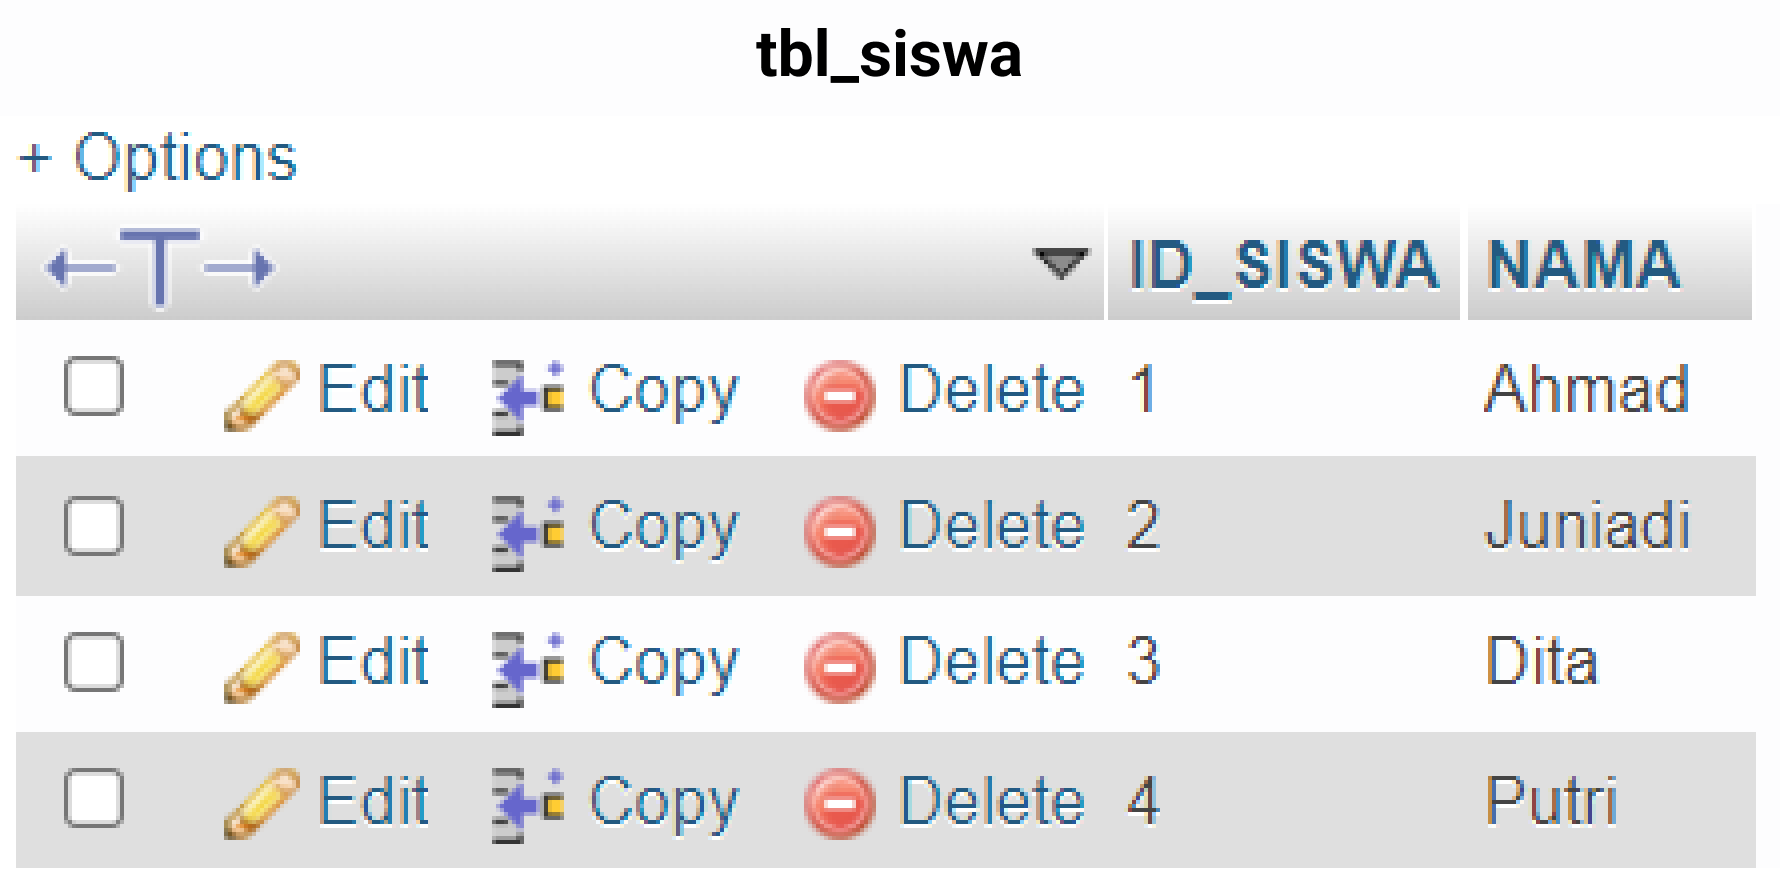 tbl_siswa
+ Options
←T→ ▼ ID_SISWA NAMA
Edit Copy Delete 1 Ahmad
Edit Copy Delete 2 Juniadi
Edit Copy Delete 3 Dita
Edit Copy Delete 4 Putri